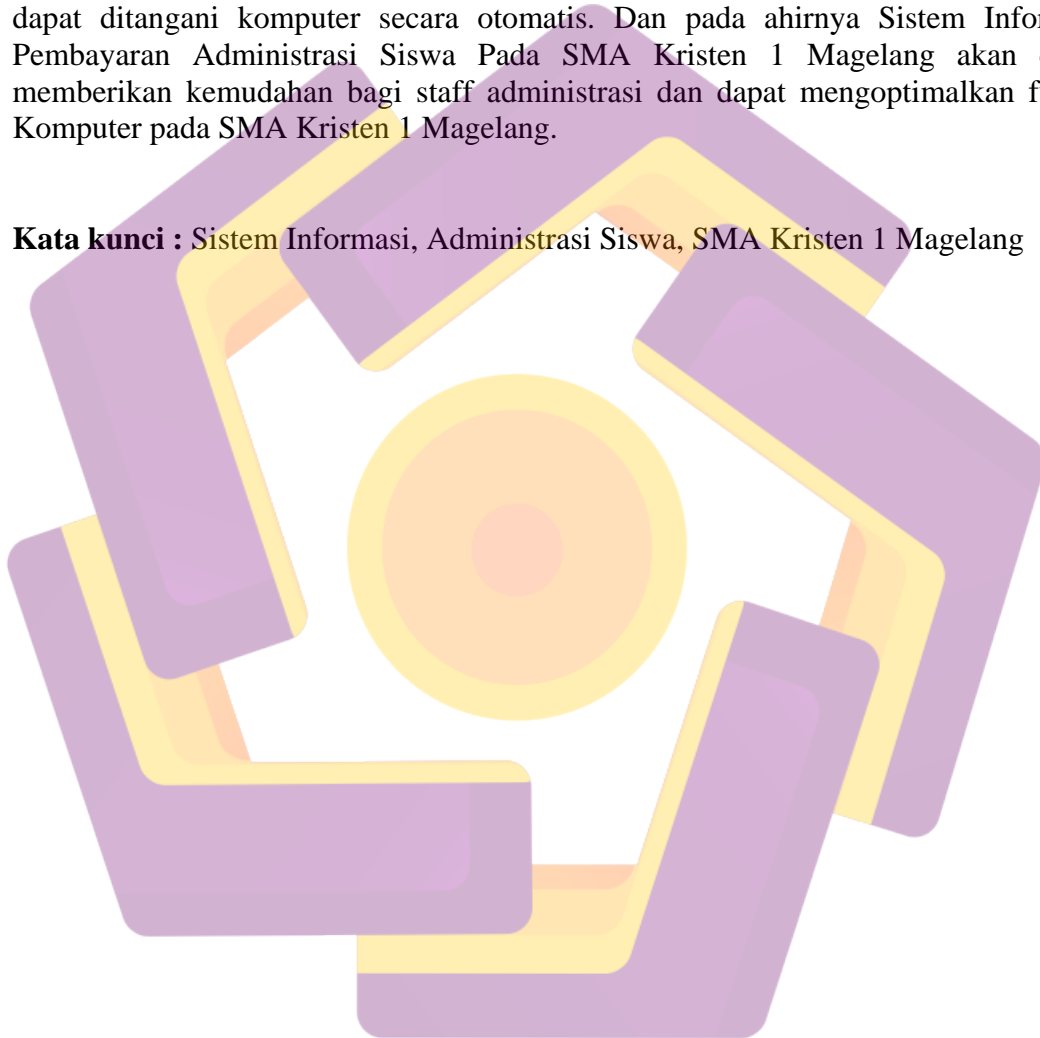 dapat ditangani komputer secara otomatis. Dan pada ahirnya Sistem
Pembayaran Administrasi Siswa Pada SMA Kristen 1 Magelang akan
memberikan kemudahan bagi staff administrasi dan dapat mengoptimalkan
Komputer pada SMA Kristen 1 Magelang.
Kata kunci : Sistem Informasi, Administrasi Siswa, SMA Kristen 1 Magelang